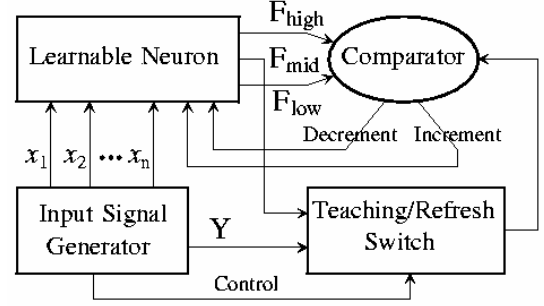 Learnable Neuron
F_high
F_mid
F_low
Comparator
Decrement
Increment
x_1 x_2 ••• x_n
Input Signal
Generator
Y
Teaching/Refresh
Switch
Control